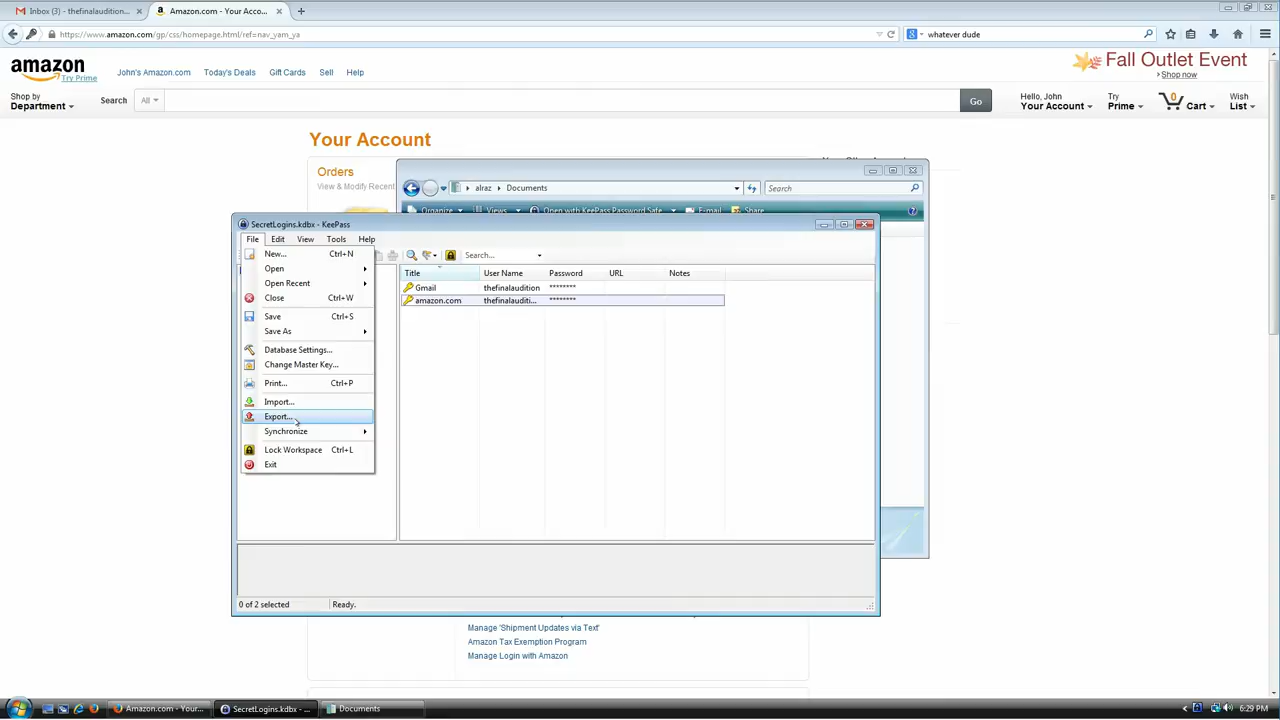 Inbox (3) - thefinalaudition... ×
Amazon.com - Your Acco... × +
https://www.amazon.com/gp/css/homepage.html/ref=nav_yam_ya
whatever dude
amazon
Try Prime
John's Amazon.com Today's Deals Gift Cards Sell Help
Fall Outlet Event
Shop now
Shop by
Department
Search All Go
Hello, John
Your Account
Try
Prime
0
Cart
Wish
List
Your Account
Orders
View & Modify Recent
alraz Documents
Search
Organize Views Open with KeePass Password Safe E-mail Share
SecretLogins.kdbx - KeePass
File Edit View Tools Help
Search...
New... Ctrl+N
Open
Open Recent
Close Ctrl+W
Save Ctrl+S
Save As
Database Settings...
Change Master Key...
Print... Ctrl+P
Import...
Export...
Synchronize
Lock Workspace Ctrl+L
Exit
Title User Name Password URL Notes
Gmail thefinalaudition ********
amazon.com thefinalauditi... ********
0 of 2 selected Ready.
Manage 'Shipment Updates via Text'
Amazon Tax Exemption Program
Manage Login with Amazon
Amazon.com - Your... SecretLogins.kdbx - ... Documents 6:29 PM